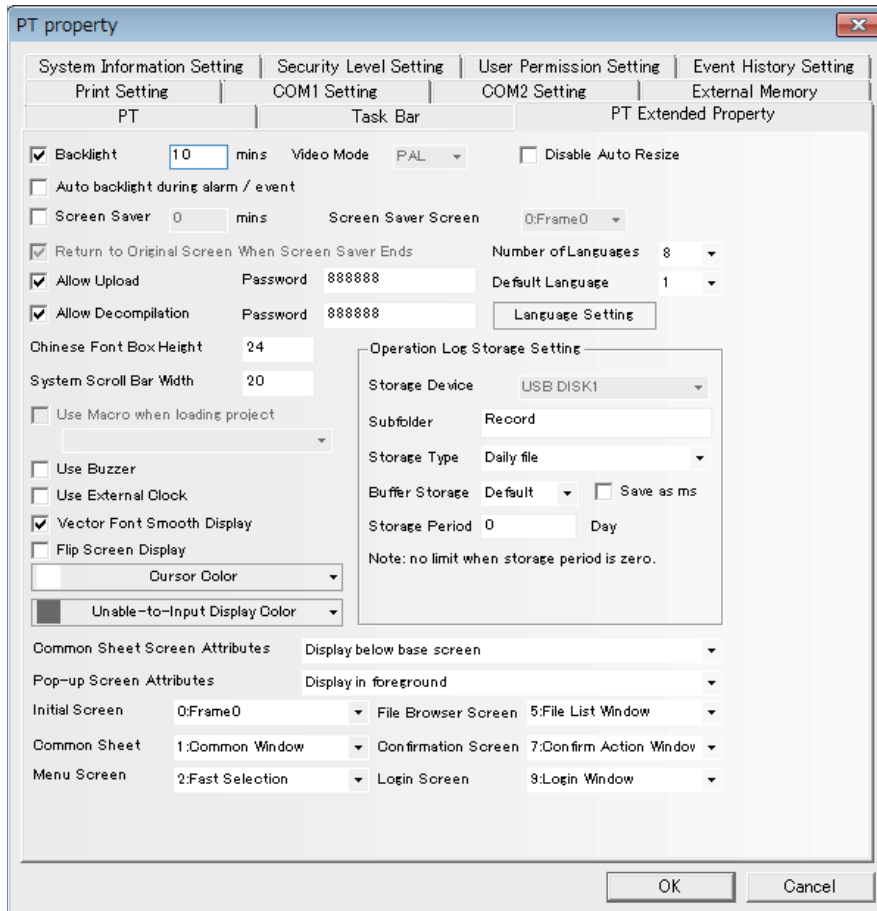 PT property
System Information Setting Security Level Setting User Permission Setting Event History Setting
Print Setting COM1 Setting COM2 Setting External Memory
PT Task Bar PT Extended Property
Backlight 10 mins Video Mode PAL Disable Auto Resize
Auto backlight during alarm / event
Screen Saver 0 mins Screen Saver Screen 0:Frame0
Return to Original Screen When Screen Saver Ends Number of Languages 8
Allow Upload Password 888888 Default Language 1
Allow Decompilation Password 888888 Language Setting
Chinese Font Box Height 24 Operation Log Storage Setting
System Scroll Bar Width 20 Storage Device USB DISK1
Use Macro when loading project Subfolder Record
Storage Type Daily file
Use Buzzer
Use External Clock Buffer Storage Default Save as ms
Vector Font Smooth Display Storage Period 0 Day
Flip Screen Display Note: no limit when storage period is zero.
Cursor Color
Unable-to-Input Display Color
Common Sheet Screen Attributes Display below base screen
Pop-up Screen Attributes Display in foreground
Initial Screen 0:Frame0 File Browser Screen 5:File List Window
Common Sheet 1:Common Window Confirmation Screen 7:Confirm Action Windov
Menu Screen 2:Fast Selection Login Screen 9:Login Window
OK Cancel